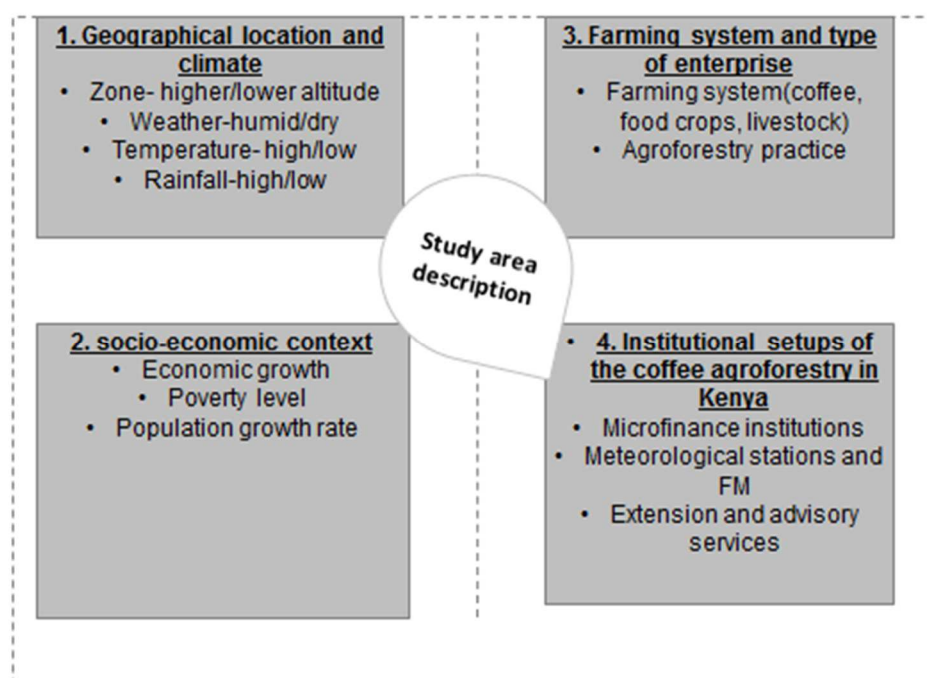 1. Geographical location and
climate
• Zone- higher/lower altitude
• Weather-humid/dry
• Temperature- high/low
• Rainfall-high/low
2. socio-economic context
• Economic growth
• Poverty level
• Population growth rate
Study area
description
3. Farming system and type
of enterprise
• Farming system(coffee,
food crops, livestock)
• Agroforestry practice
• 4. Institutional setups of
the coffee agroforestry in
Kenya
• Microfinance institutions
• Meteorological stations and
FM
• Extension and advisory
services